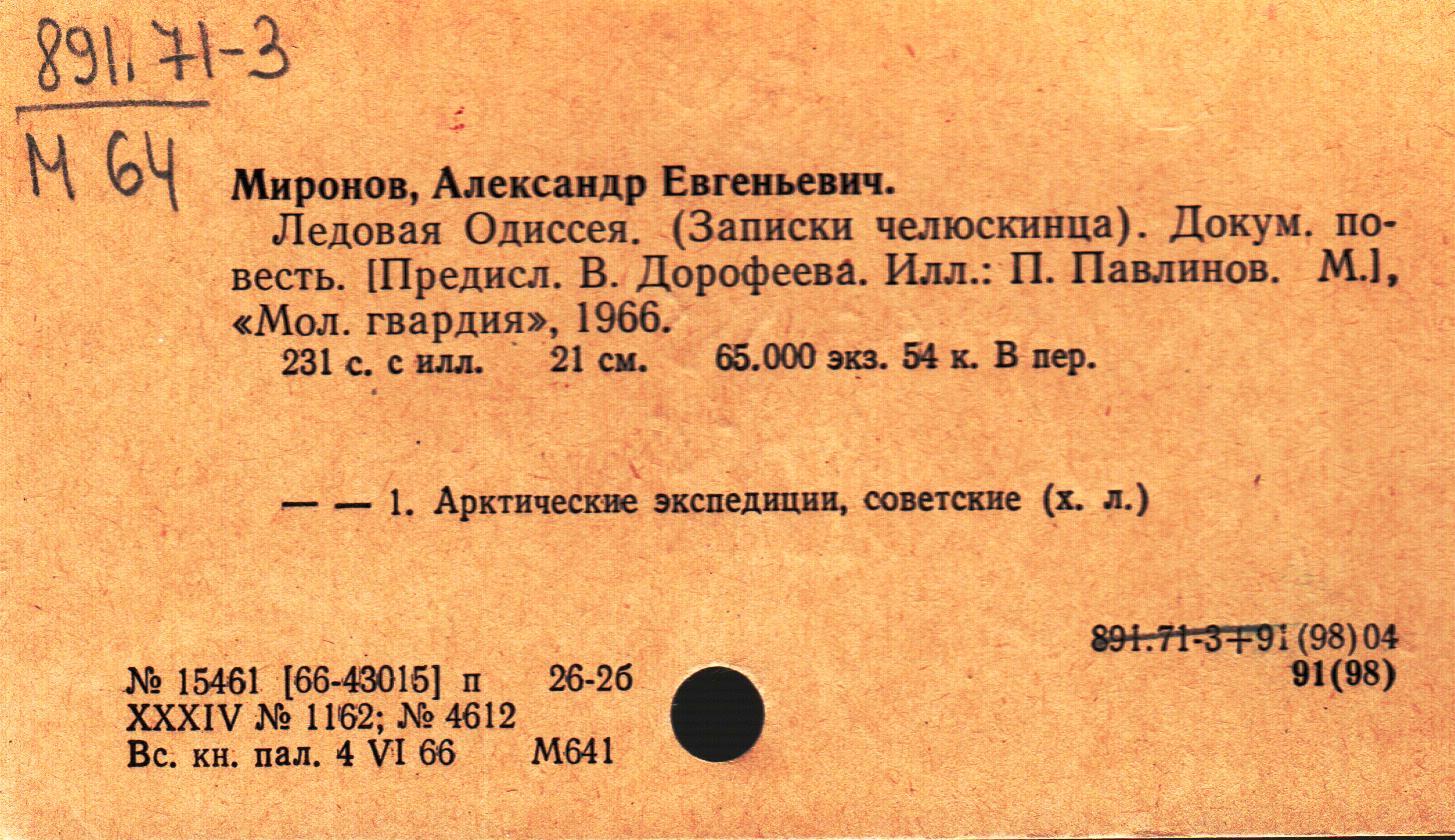 891.71-3
М 64
Миронов, Александр Евгеньевич.
Ледовая Одиссея. (Записки челюскинца). Докум. по-
весть. [Предисл. В. Дорофеева. Илл.: П. Павлинов. М.],
«Мол. гвардия», 1966.
231 с. с илл. 21 см. 65.000 экз. 54 к. В пер.
— — 1. Арктические экспедиции, советские (х. л.)
891.71-3+91(98)04
91(98)
№ 15461 [66-43015] п 26-2б
XXXIV № 1162; № 4612
Вс. кн. пал. 4 VI 66 М641